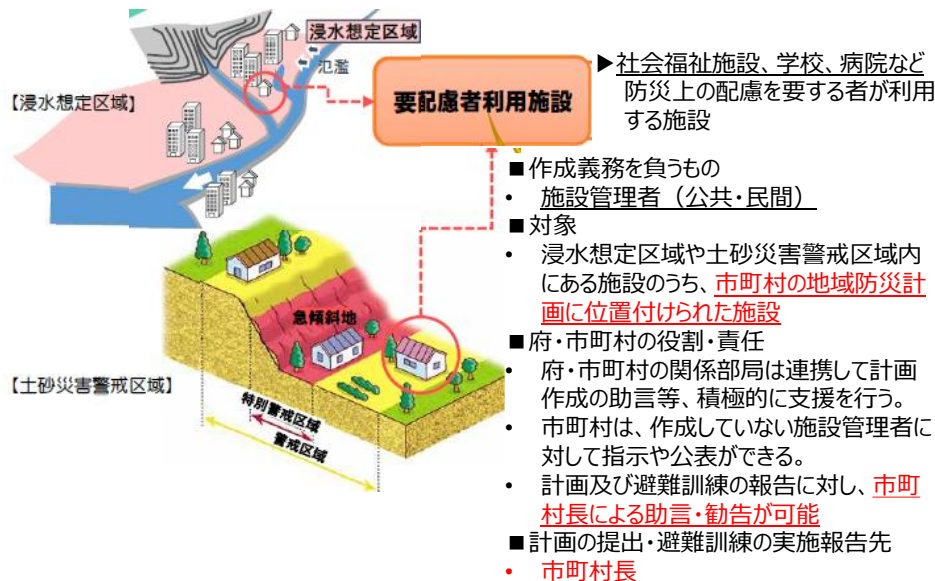 浸水想定区域
氾濫
【浸水想定区域】
要配慮者利用施設
▶社会福祉施設、学校、病院など
防災上の配慮を要する者が利用
する施設
■作成義務を負うもの
• 施設管理者（公共・民間）
■対象
• 浸水想定区域や土砂災害警戒区域内
にある施設のうち、市町村の地域防災計
画に位置付けられた施設
急傾斜地
【土砂災害警戒区域】
特別警戒区域
警戒区域
■府・市町村の役割・責任
• 府・市町村の関係部局は連携して計画
作成の助言等、積極的に支援を行う。
• 市町村は、作成していない施設管理者に
対して指示や公表ができる。
• 計画及び避難訓練の報告に対し、市町
村長による助言・勧告が可能
■計画の提出・避難訓練の実施報告先
• 市町村長